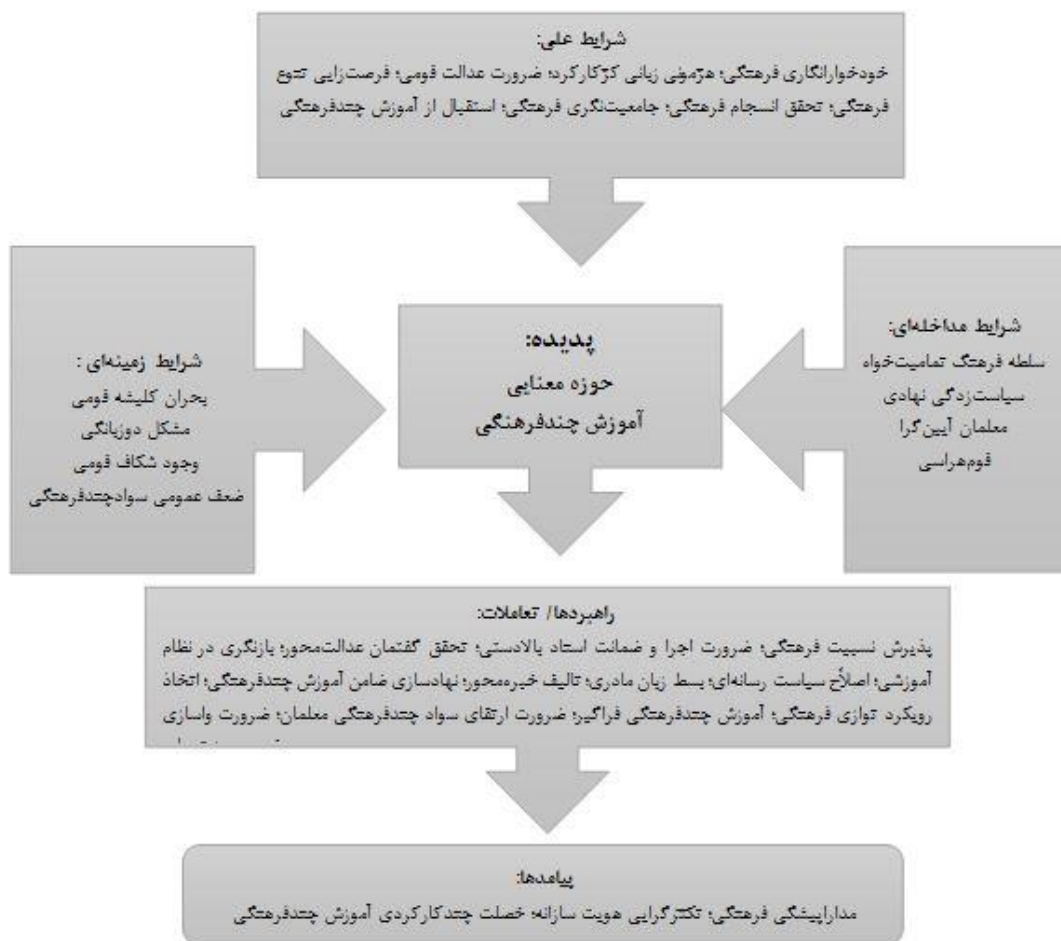 شرایط علی:
خودخوارانگاری فرهنگی؛ هژمونی زبانی کژکارکرد؛ ضرورت عدالت قومی؛ فرصت‌زایی تنوع
فرهنگی؛ تحقق انسجام فرهنگی؛ جامعیت‌نگری فرهنگی؛ استقبال از آموزش چندفرهنگی
شرایط مداخله‌ای:
سلطه فرهنگ تمامیت‌خواه
سیاست‌زدگی نهادی
معلمان آیین‌گرا
قوم‌هراسی
پدیده:
حوزه معنایی
آموزش چندفرهنگی
شرایط زمینه‌ای :
بحران کلیشه قومی
مشکل دوزبانگی
وجود شکاف قومی
ضعف عمومی سوادچندفرهنگی
راهبردها/ تعاملات:
پذیرش نسبیت فرهنگی؛ ضرورت اجرا و ضمانت اسناد بالادستی؛ تحقق گفتمان عدالت‌محور؛ بازنگری در نظام
آموزشی؛ اصلاح سیاست رسانه‌ای؛ بسط زبان مادری؛ تالیف خبره‌محور؛ نهادسازی ضامن آموزش چندفرهنگی؛ اتخاذ
رویکرد توازی فرهنگی؛ آموزش چندفرهنگی فراگیر؛ ضرورت ارتقای سواد چندفرهنگی معلمان؛ ضرورت واسازی
پیامدها:
مداراپیشگی فرهنگی؛ تکثرگرایی هویت سازانه؛ خصلت چندکارکردی آموزش چندفرهنگی